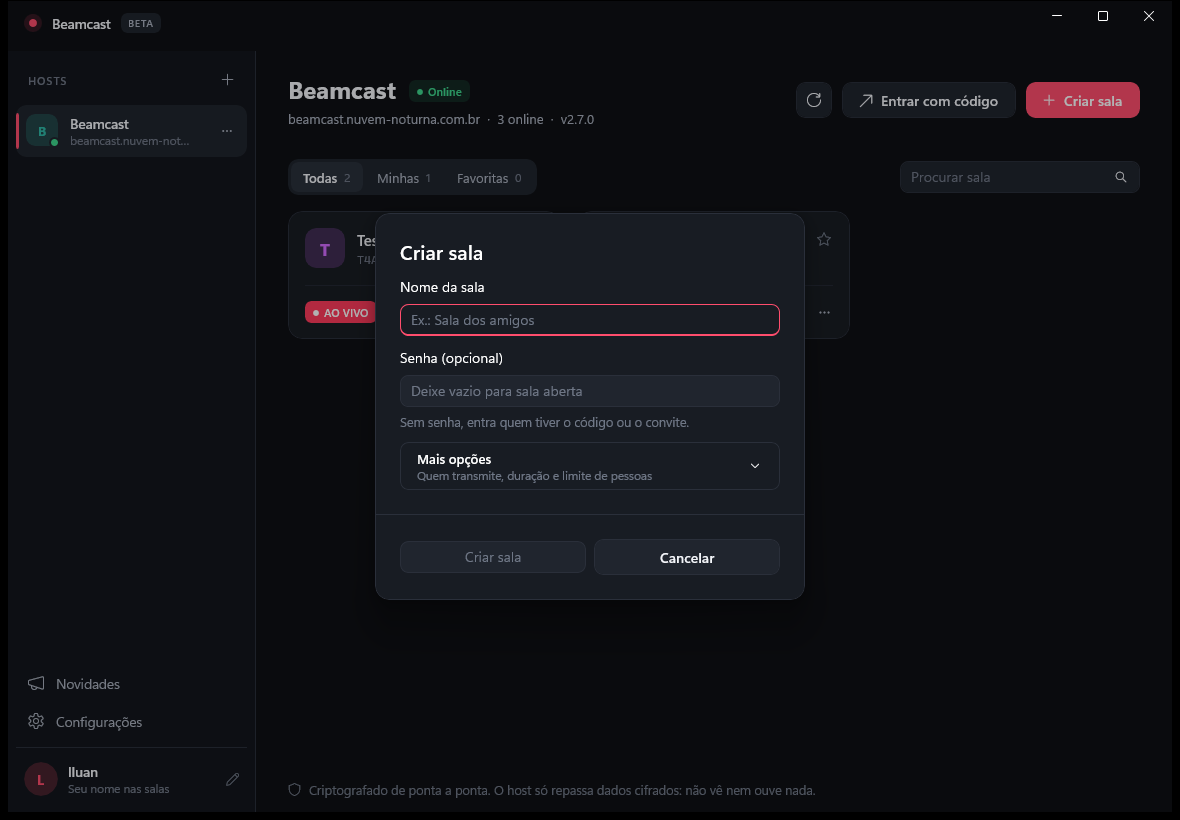 Beamcast BETA
HOSTS
B Beamcast
beamcast.nuvem-not...
Beamcast Online
beamcast.nuvem-noturna.com.br · 3 online · v2.7.0
Entrar com código
Criar sala
Todas 2 Minhas 1 Favoritas 0
Procurar sala
T
AO VIVO
Criar sala
Nome da sala
Ex.: Sala dos amigos
Senha (opcional)
Deixe vazio para sala aberta
Sem senha, entra quem tiver o código ou o convite.
Mais opções
Quem transmite, duração e limite de pessoas
Criar sala Cancelar
Novidades
Configurações
L lluan
Seu nome nas salas
Criptografado de ponta a ponta. O host só repassa dados cifrados: não vê nem ouve nada.